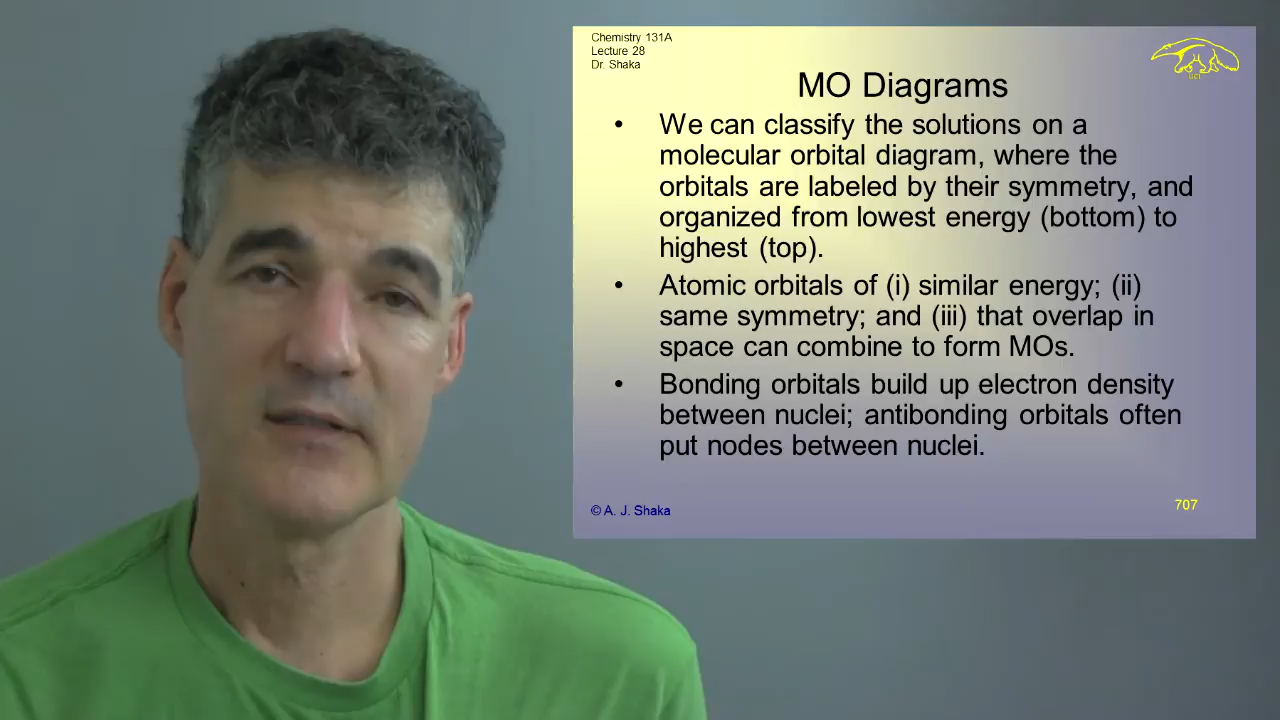 Chemistry 131A
Lecture 28
Dr. Shaka
UCI
MO Diagrams
• We can classify the solutions on a
molecular orbital diagram, where the
orbitals are labeled by their symmetry, and
organized from lowest energy (bottom) to
highest (top).
• Atomic orbitals of (i) similar energy; (ii)
same symmetry; and (iii) that overlap in
space can combine to form MOs.
• Bonding orbitals build up electron density
between nuclei; antibonding orbitals often
put nodes between nuclei.
© A. J. Shaka
707